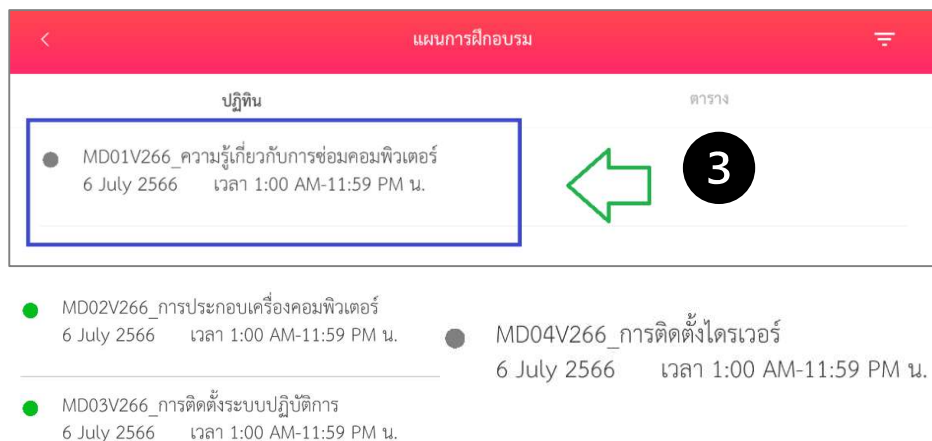 แผนการฝึกอบรม
ปฏิทิน
ตาราง
MD01V266_ความรู้เกี่ยวกับการซ่อมคอมพิวเตอร์
6 July 2566 เวลา 1:00 AM-11:59 PM น.
3
MD02V266_การประกอบเครื่องคอมพิวเตอร์
6 July 2566 เวลา 1:00 AM-11:59 PM น.
MD04V266_การติดตั้งไดรเวอร์
6 July 2566 เวลา 1:00 AM-11:59 PM น.
MD03V266_การติดตั้งระบบปฏิบัติการ
6 July 2566 เวลา 1:00 AM-11:59 PM น.